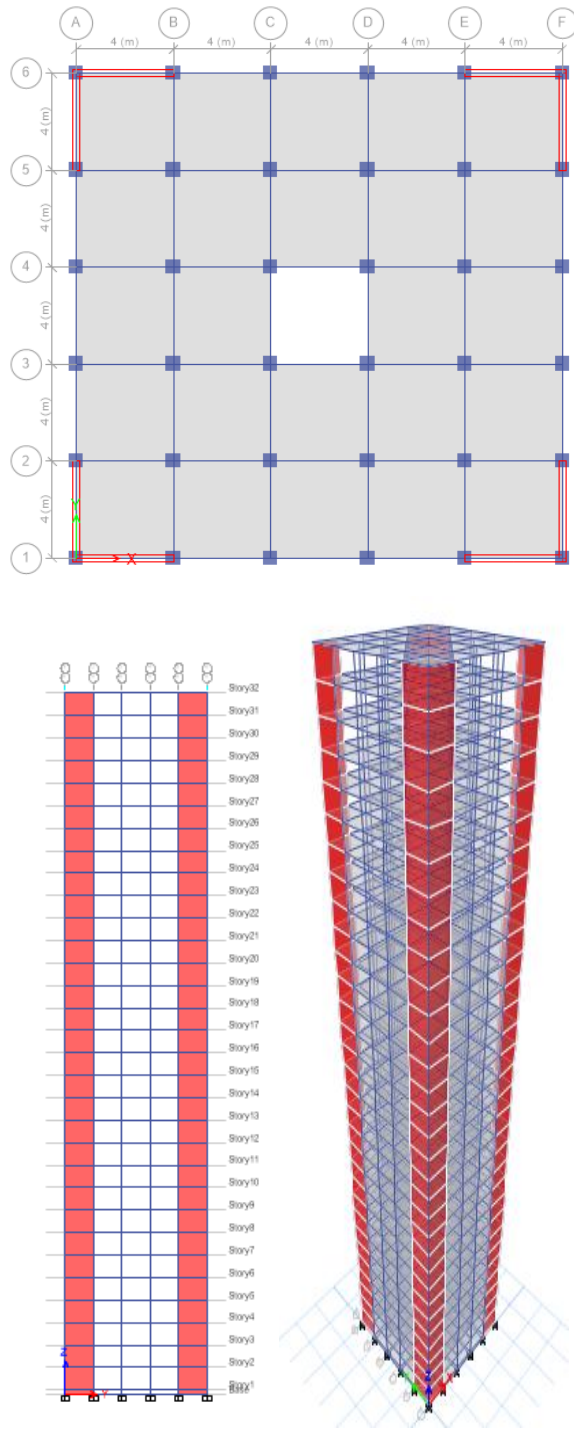 A B C D E F
4 (m) 4 (m) 4 (m) 4 (m) 4 (m)
6
4 (m)
5
4 (m)
4
4 (m)
3
4 (m)
2
4 (m)
Y
1
X
Story32
Story31
Story30
Story29
Story28
Story27
Story26
Story25
Story24
Story23
Story22
Story21
Story20
Story19
Story18
Story17
Story16
Story15
Story14
Story13
Story12
Story11
Story10
Story9
Story8
Story7
Story6
Story5
Story4
Story3
Z
Story2
Story1
Base
Y
Z
X